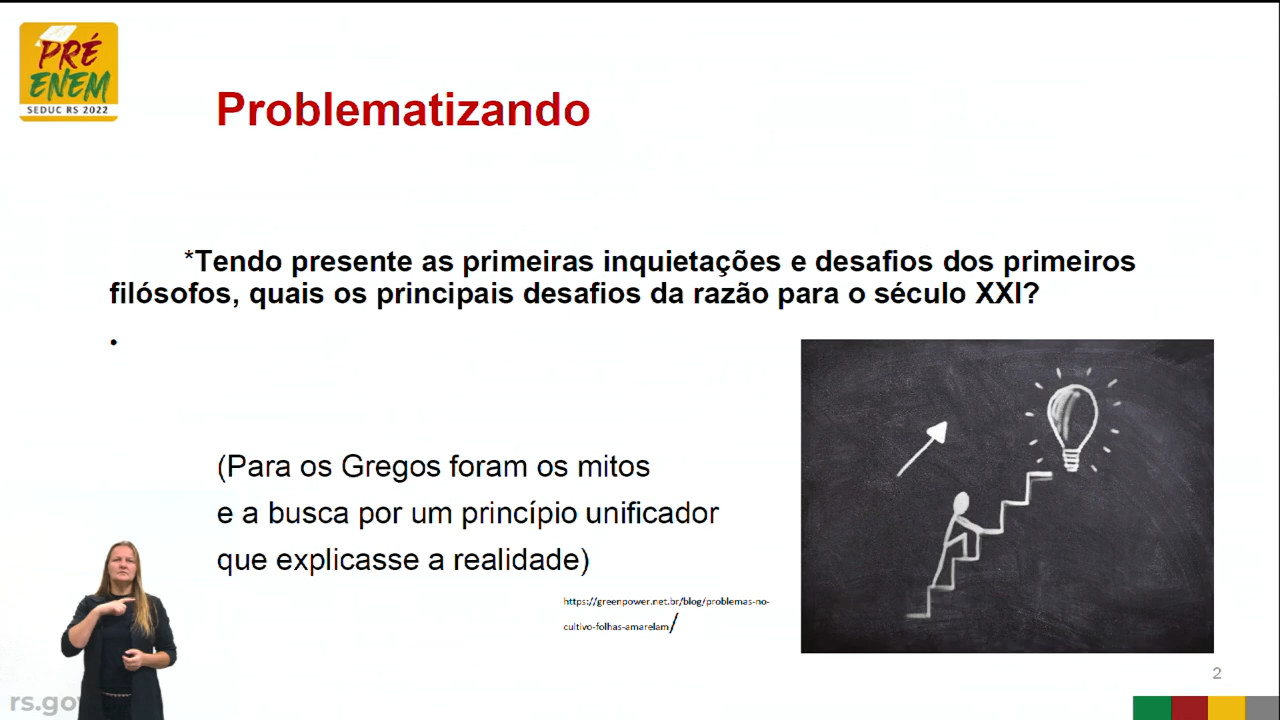 PRÉ
ENEM
SEDUC RS 2022
Problematizando
*Tendo presente as primeiras inquietações e desafios dos primeiros
filósofos, quais os principais desafios da razão para o século XXI?
•
(Para os Gregos foram os mitos
e a busca por um princípio unificador
que explicasse a realidade)
https://greenpower.net.br/blog/problemas-no-
cultivo-folhas-amarelam/
2
rs.gov